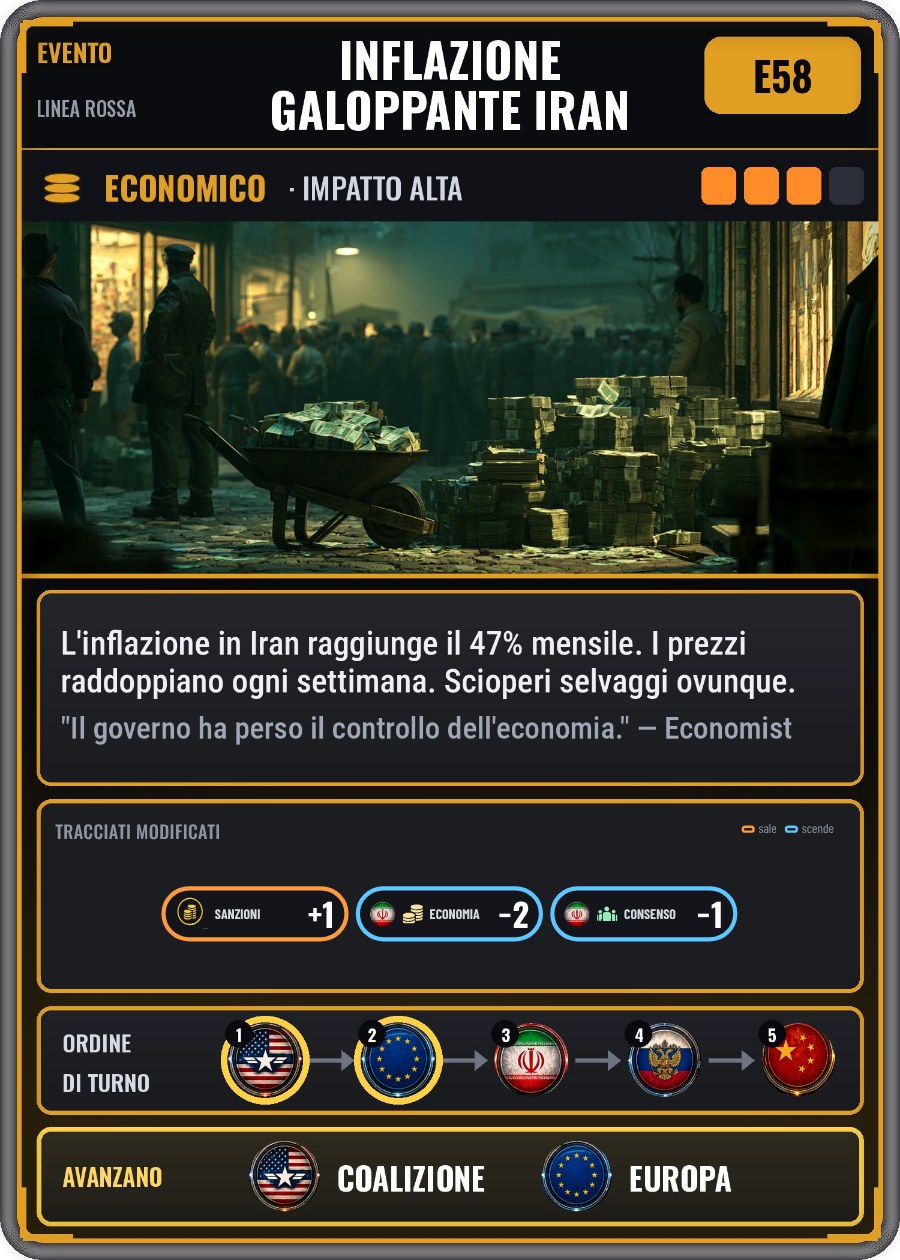 EVENTO
LINEA ROSSA
INFLAZIONE
GALOPPANTE IRAN
E58
ECONOMICO · IMPATTO ALTA
L'inflazione in Iran raggiunge il 47% mensile. I prezzi
raddoppiano ogni settimana. Scioperi selvaggi ovunque.
"Il governo ha perso il controllo dell'economia." — Economist
TRACCIATI MODIFICATI
sale scende
SANZIONI +1 ECONOMIA -2 CONSENSO -1
ORDINE
DI TURNO
1 2 3 4 5
AVANZANO COALIZIONE EUROPA